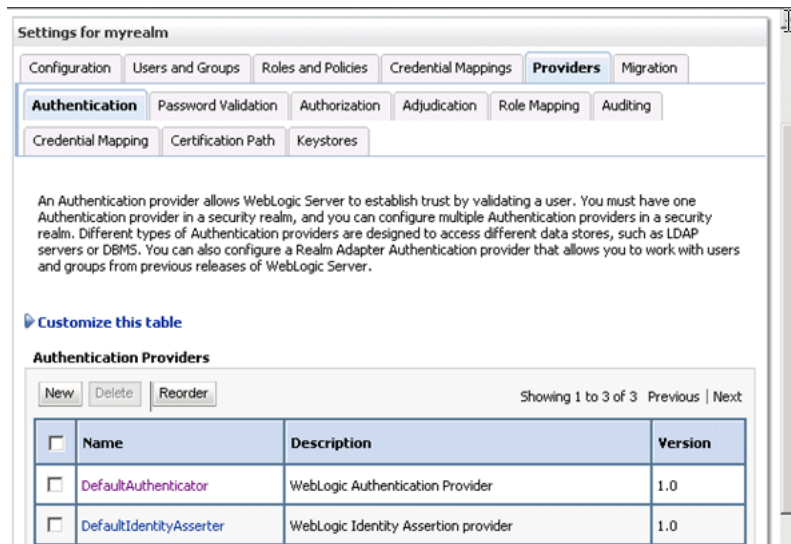 Settings for myrealm
Configuration Users and Groups Roles and Policies Credential Mappings Providers Migration
Authentication Password Validation Authorization Adjudication Role Mapping Auditing
Credential Mapping Certification Path Keystores
An Authentication provider allows WebLogic Server to establish trust by validating a user. You must have one
Authentication provider in a security realm, and you can configure multiple Authentication providers in a security
realm. Different types of Authentication providers are designed to access different data stores, such as LDAP
servers or DBMS. You can also configure a Realm Adapter Authentication provider that allows you to work with users
and groups from previous releases of WebLogic Server.
Customize this table
Authentication Providers
New Delete Reorder Showing 1 to 3 of 3 Previous | Next
Name Description Version
DefaultAuthenticator WebLogic Authentication Provider 1.0
DefaultIdentityAsserter WebLogic Identity Assertion provider 1.0